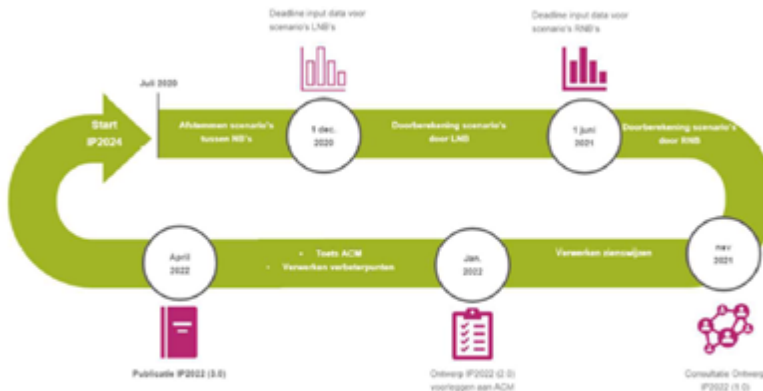 Deadline input data voor
scenario's LNB's
Deadline input data voor
scenario's RNB's
Juli 2020
Start
IP2024
Afstemmen scenario's
tussen NB's
1 dec.
2020
Doorberekening scenario's
door LNB
1 juni
2021
Doorberekening scenario's
door RNB
April
2022
• Toets ACM
• Verwerken verbeterpunten
Jan.
2022
Verwerken zienswijzen
nov
2021
Publicatie IP2022 (3.0)
Ontwerp IP2022 (2.0)
voorleggen aan ACM
Consultatie Ontwerp
IP2022 (1.0)